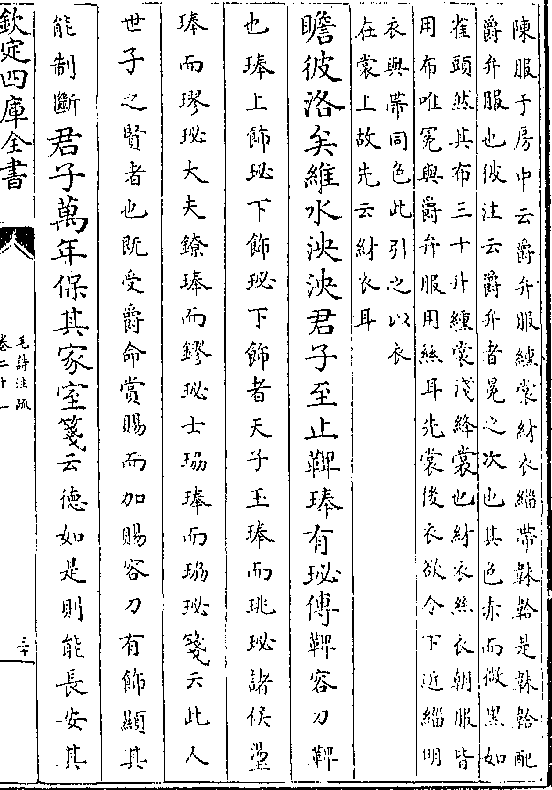 陳服于房中云爵弁服纁裳紂衣緇帶韎韐是韎韐配
爵弁服也彼注云爵弁者冕之次也其色赤而微黑如
雀頭然其布三十升纁裳淺絳裳也紂衣絲衣朝服皆
用布唯冕與爵弁服用絲耳先裳後衣欲令下近緇明
衣與帶同色此引之以衣
在裳上故先云紂衣耳
瞻彼洛矣維水泱泱君子至止鞞琫有珌傳鞞容刀鞞
也琫上飾珌下飾珌下飾者天子玉琫而珧珌諸侯璗
琫而璆珌大夫鐐琫而鏐珌士珕琫而珕珌箋云此人
世子之賢者也既受爵命賞賜而加賜容刀有飾顯其
能制斷君子萬年保其家室箋云德如是則能長安其
欽定四庫全書
毛詩注疏
卷二十一
三十